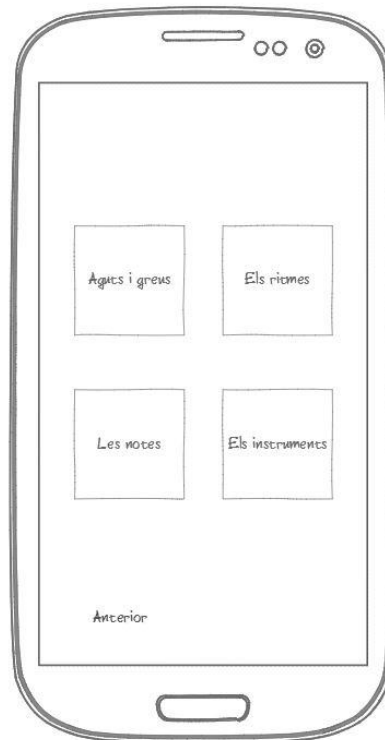 Aguts i greus
Els ritmes
Les notes
Els instruments
Anterior